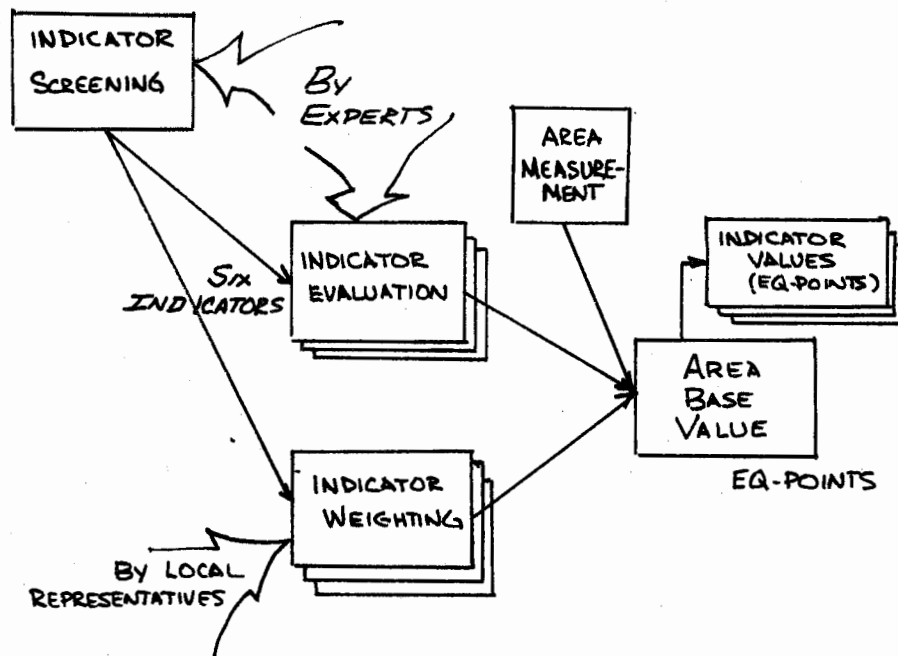 INDICATOR
SCREENING
By
EXPERTS
AREA
MEASURE-
MENT
INDICATOR
EVALUATION
SIX
INDICATORS
INDICATOR
VALUES
(EQ-POINTS)
AREA
BASE
VALUE
EQ-POINTS
INDICATOR
WEIGHTING
BY LOCAL
REPRESENTATIVES